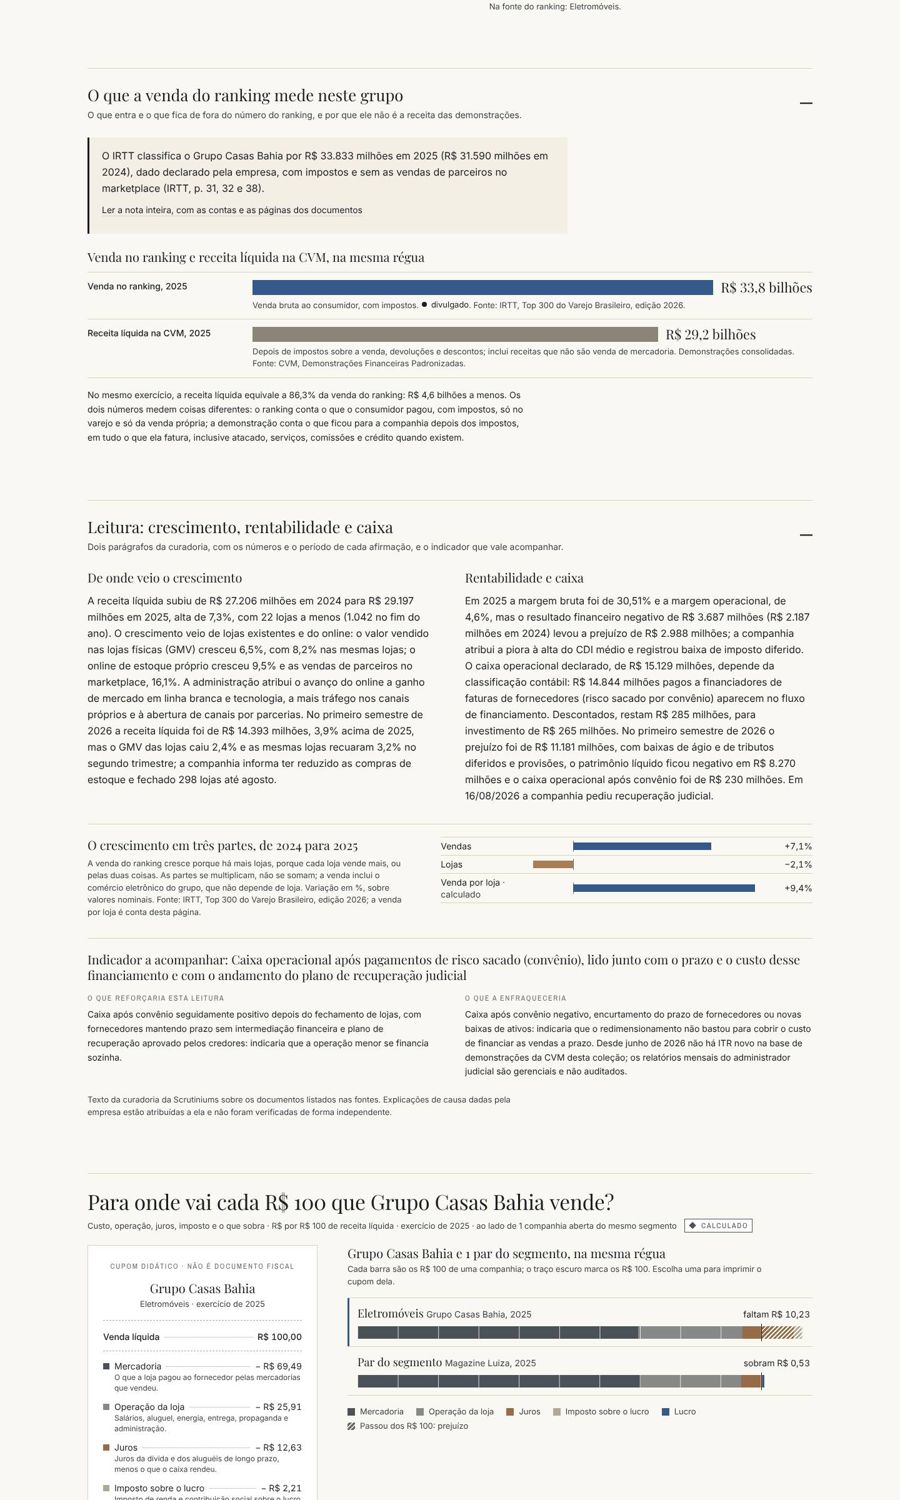 Na fonte do ranking: Eletromóveis.
O que a venda do ranking mede neste grupo
O que entra e o que fica de fora do número do ranking, e por que ele não é a receita das demonstrações.
O IRTT classifica o Grupo Casas Bahia por R$ 33.833 milhões em 2025 (R$ 31.590 milhões em
2024), dado declarado pela empresa, com impostos e sem as vendas de parceiros no
marketplace (IRTT, p. 31, 32 e 38).
Ler a nota inteira, com as contas e as páginas dos documentos
Venda no ranking e receita líquida na CVM, na mesma régua
Venda no ranking, 2025
R$ 33,8 bilhões
Venda bruta ao consumidor, com impostos. ● divulgado. Fonte: IRTT, Top 300 do Varejo Brasileiro, edição 2026.
Receita líquida na CVM, 2025
R$ 29,2 bilhões
Depois de impostos sobre a venda, devoluções e descontos; inclui receitas que não são venda de mercadoria. Demonstrações consolidadas.
Fonte: CVM, Demonstrações Financeiras Padronizadas.
No mesmo exercício, a receita líquida equivale a 86,3% da venda do ranking: R$ 4,6 bilhões a menos. Os
dois números medem coisas diferentes: o ranking conta o que o consumidor pagou, com impostos, só no
varejo e só da venda própria; a demonstração conta o que ficou para a companhia depois dos impostos,
em tudo o que ela fatura, inclusive atacado, serviços, comissões e crédito quando existem.
Leitura: crescimento, rentabilidade e caixa
Dois parágrafos da curadoria, com os números e o período de cada afirmação, e o indicador que vale acompanhar.
De onde veio o crescimento
A receita líquida subiu de R$ 27.206 milhões em 2024 para R$ 29.197
milhões em 2025, alta de 7,3%, com 22 lojas a menos (1.042 no fim do
ano). O crescimento veio de lojas existentes e do online: o valor vendido
nas lojas físicas (GMV) cresceu 6,5%, com 8,2% nas mesmas lojas; o
online de estoque próprio cresceu 9,5% e as vendas de parceiros no
marketplace, 16,1%. A administração atribui o avanço do online a ganho
de mercado em linha branca e tecnologia, a mais tráfego nos canais
próprios e à abertura de canais por parcerias. No primeiro semestre de
2026 a receita líquida foi de R$ 14.393 milhões, 3,9% acima de 2025,
mas o GMV das lojas caiu 2,4% e as mesmas lojas recuaram 3,2% no
segundo trimestre; a companhia informa ter reduzido as compras de
estoque e fechado 298 lojas até agosto.
Rentabilidade e caixa
Em 2025 a margem bruta foi de 30,51% e a margem operacional, de
4,6%, mas o resultado financeiro negativo de R$ 3.687 milhões (R$ 2.187
milhões em 2024) levou a prejuízo de R$ 2.988 milhões; a companhia
atribui a piora à alta do CDI médio e registrou baixa de imposto diferido.
O caixa operacional declarado, de R$ 15.129 milhões, depende da
classificação contábil: R$ 14.844 milhões pagos a financiadores de
faturas de fornecedores (risco sacado por convênio) aparecem no fluxo
de financiamento. Descontados, restam R$ 285 milhões, para
investimento de R$ 265 milhões. No primeiro semestre de 2026 o
prejuízo foi de R$ 11.181 milhões, com baixas de ágio e de tributos
diferidos e provisões, o patrimônio líquido ficou negativo em R$ 8.270
milhões e o caixa operacional após convênio foi de R$ 230 milhões. Em
16/08/2026 a companhia pediu recuperação judicial.
O crescimento em três partes, de 2024 para 2025
A venda do ranking cresce porque há mais lojas, porque cada loja vende mais, ou
pelas duas coisas. As partes se multiplicam, não se somam; a venda inclui o
comércio eletrônico do grupo, que não depende de loja. Variação em %, sobre
valores nominais. Fonte: IRTT, Top 300 do Varejo Brasileiro, edição 2026; a venda
por loja é conta desta página.
Vendas
+7,1%
Lojas
−2,1%
Venda por loja ·
calculado
+9,4%
Indicador a acompanhar: Caixa operacional após pagamentos de risco sacado (convênio), lido junto com o prazo e o custo desse
financiamento e com o andamento do plano de recuperação judicial
O QUE REFORÇARIA ESTA LEITURA
Caixa após convênio seguidamente positivo depois do fechamento de lojas, com
fornecedores mantendo prazo sem intermediação financeira e plano de
recuperação aprovado pelos credores: indicaria que a operação menor se financia
sozinha.
O QUE A ENFRAQUECERIA
Caixa após convênio negativo, encurtamento do prazo de fornecedores ou novas
baixas de ativos: indicaria que o redimensionamento não bastou para cobrir o custo
de financiar as vendas a prazo. Desde junho de 2026 não há ITR novo na base de
demonstrações da CVM desta coleção; os relatórios mensais do administrador
judicial são gerenciais e não auditados.
Texto da curadoria da Scrutiniums sobre os documentos listados nas fontes. Explicações de causa dadas pela
empresa estão atribuídas a ela e não foram verificadas de forma independente.
Para onde vai cada R$ 100 que Grupo Casas Bahia vende?
Custo, operação, juros, imposto e o que sobra · R$ por R$ 100 de receita líquida · exercício de 2025 · ao lado de 1 companhia aberta do mesmo segmento
◆ CALCULADO
CUPOM DIDÁTICO · NÃO É DOCUMENTO FISCAL
Grupo Casas Bahia
Eletromóveis · exercício de 2025
Venda líquida R$ 100,00
Mercadoria − R$ 69,49
O que a loja pagou ao fornecedor pelas mercadorias
que vendeu.
Operação da loja − R$ 25,91
Salários, aluguel, energia, entrega, propaganda e
administração.
Juros − R$ 12,63
Juros da dívida e dos aluguéis de longo prazo,
menos o que o caixa rendeu.
Imposto sobre o lucro − R$ 2,21
Imposto de renda e contribuição social sobre o lucro
Grupo Casas Bahia e 1 par do segmento, na mesma régua
Cada barra são os R$ 100 de uma companhia; o traço escuro marca os R$ 100. Escolha uma para imprimir o
cupom dela.
Eletromóveis Grupo Casas Bahia, 2025
faltam R$ 10,23
Par do segmento Magazine Luiza, 2025
sobram R$ 0,53
Mercadoria Operação da loja Juros Imposto sobre o lucro Lucro
Passou dos R$ 100: prejuízo